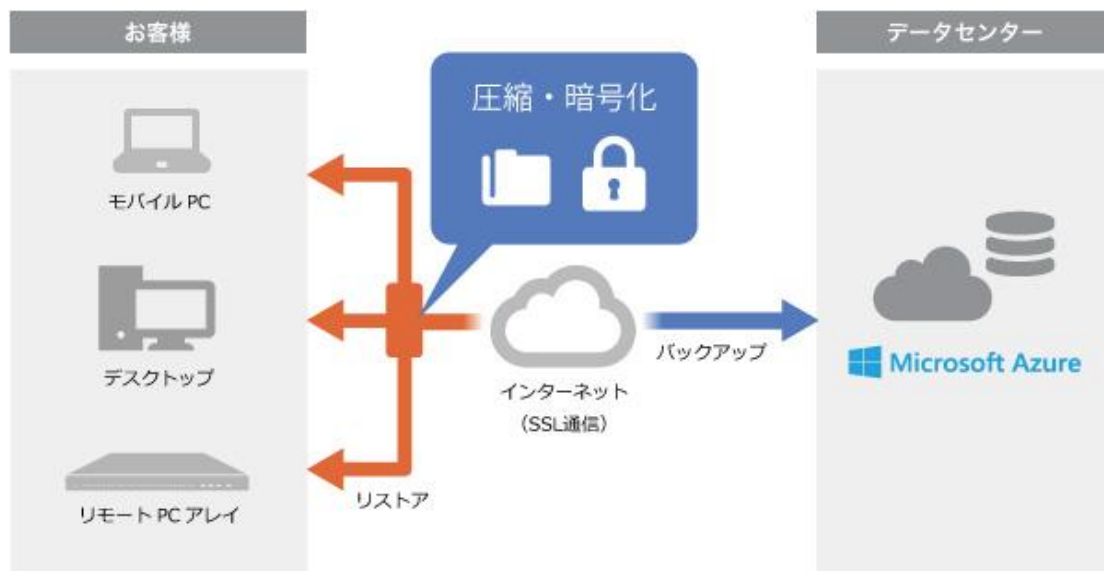 お客様
データセンター
圧縮・暗号化
モバイル PC
デスクトップ
リモート PC アレイ
リストア
インターネット
（SSL通信）
バックアップ
Microsoft Azure